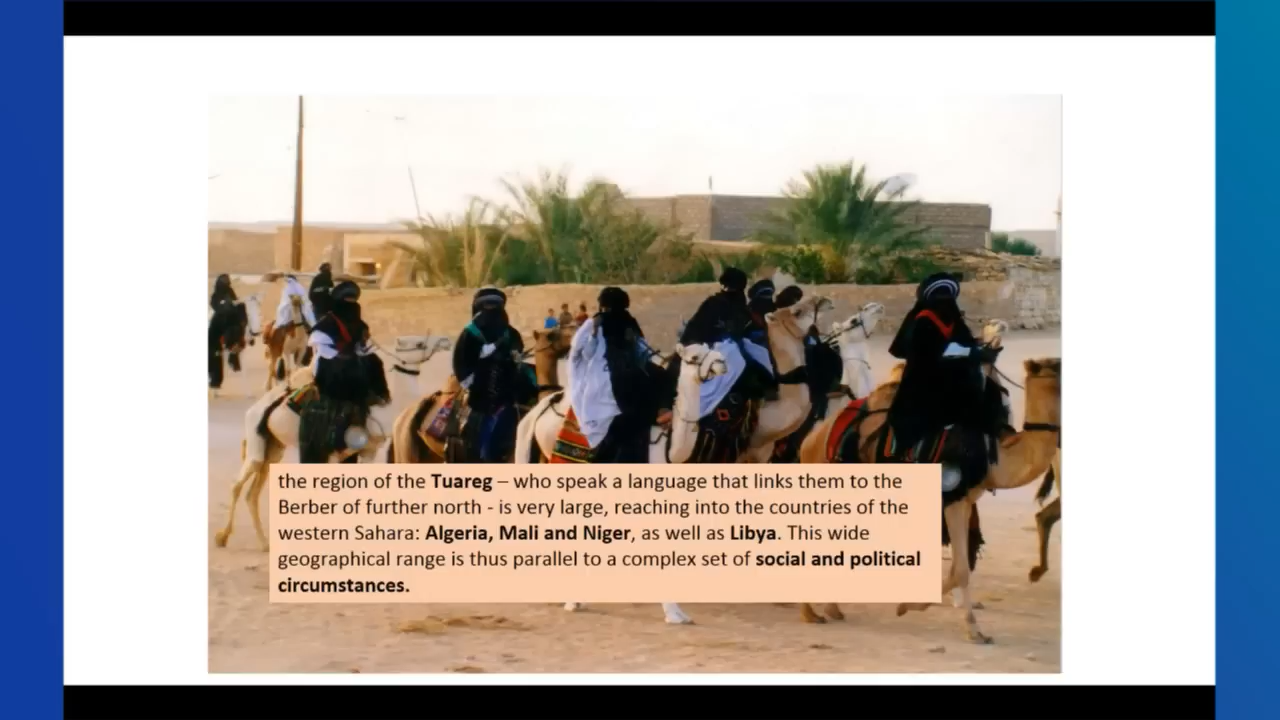 the region of the Tuareg – who speak a language that links them to the
Berber of further north - is very large, reaching into the countries of the
western Sahara: Algeria, Mali and Niger, as well as Libya. This wide
geographical range is thus parallel to a complex set of social and political
circumstances.